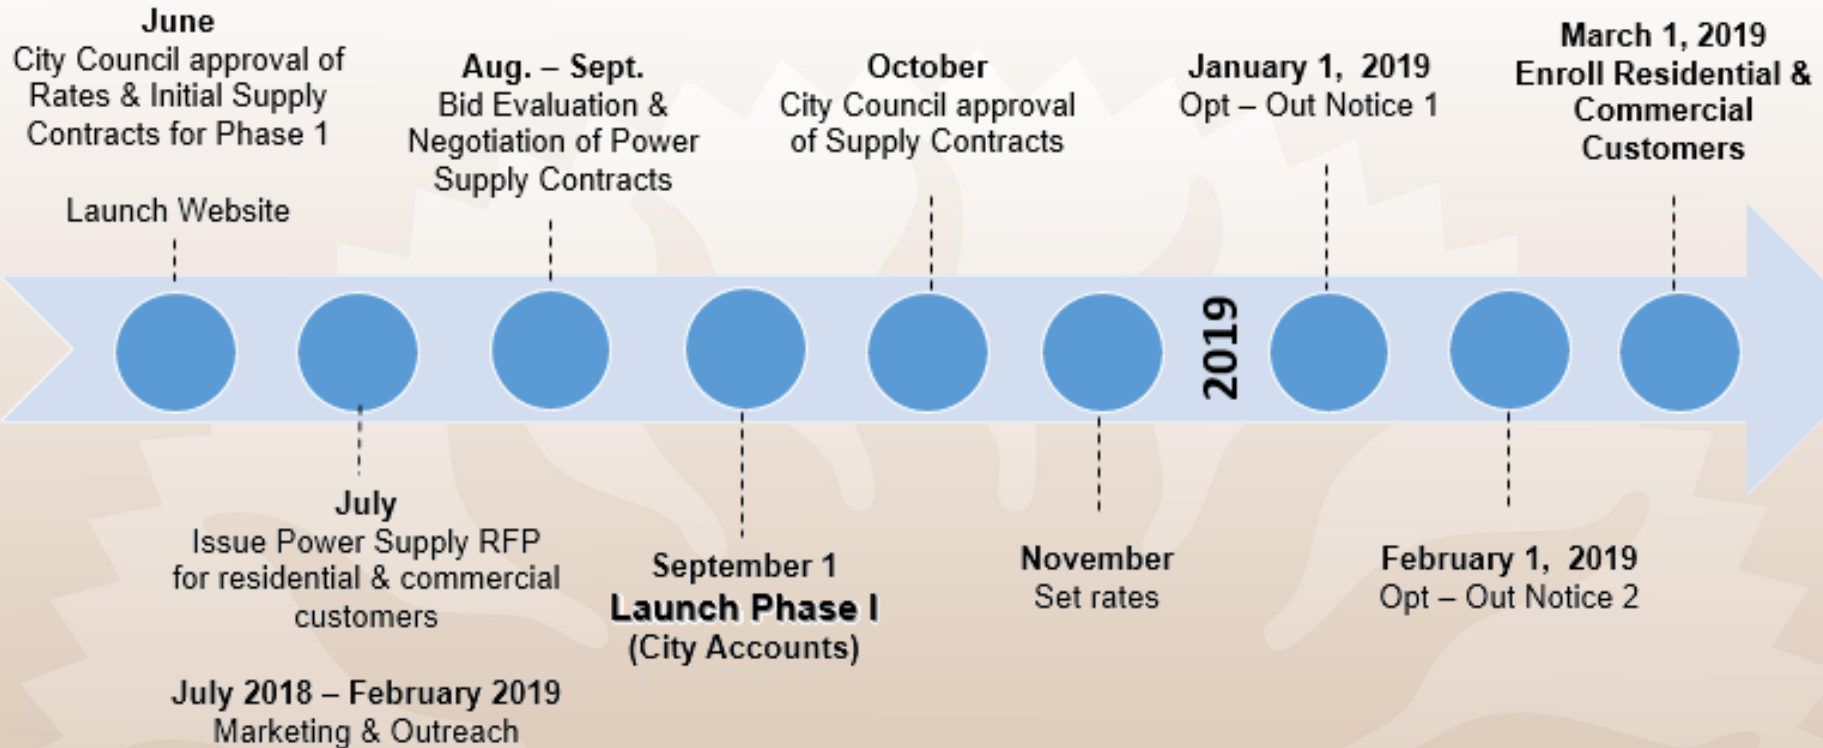 June
City Council approval of
Rates & Initial Supply
Contracts for Phase 1
Launch Website
Aug. – Sept.
Bid Evaluation &
Negotiation of Power
Supply Contracts
October
City Council approval
of Supply Contracts
January 1, 2019
Opt – Out Notice 1
March 1, 2019
Enroll Residential &
Commercial
Customers
2019
July
Issue Power Supply RFP
for residential & commercial
customers
July 2018 – February 2019
Marketing & Outreach
September 1
Launch Phase I
(City Accounts)
November
Set rates
February 1, 2019
Opt – Out Notice 2